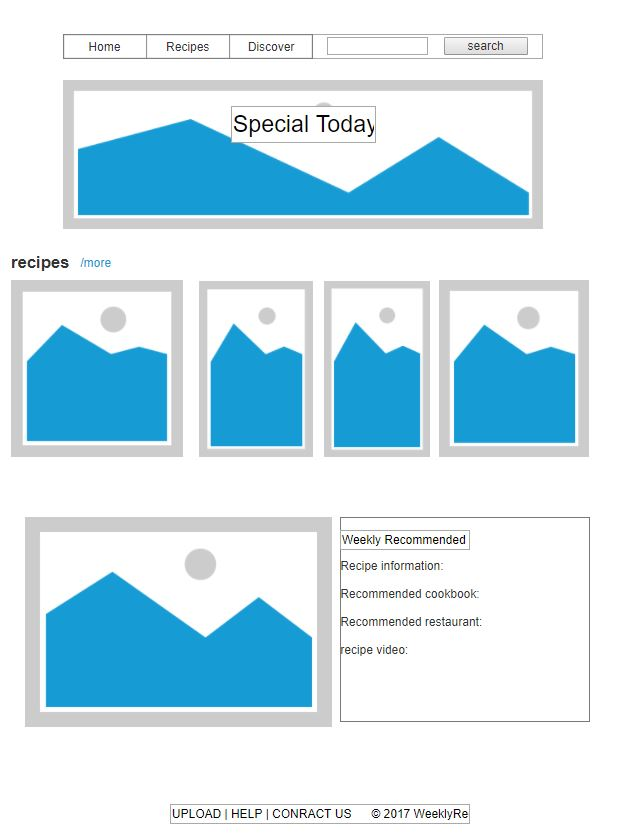 Home Recipes Discover search
Special Today
recipes /more
Weekly Recommended
Recipe information:
Recommended cookbook:
Recommended restaurant:
recipe video:
UPLOAD | HELP | CONRACT US © 2017 WeeklyRe